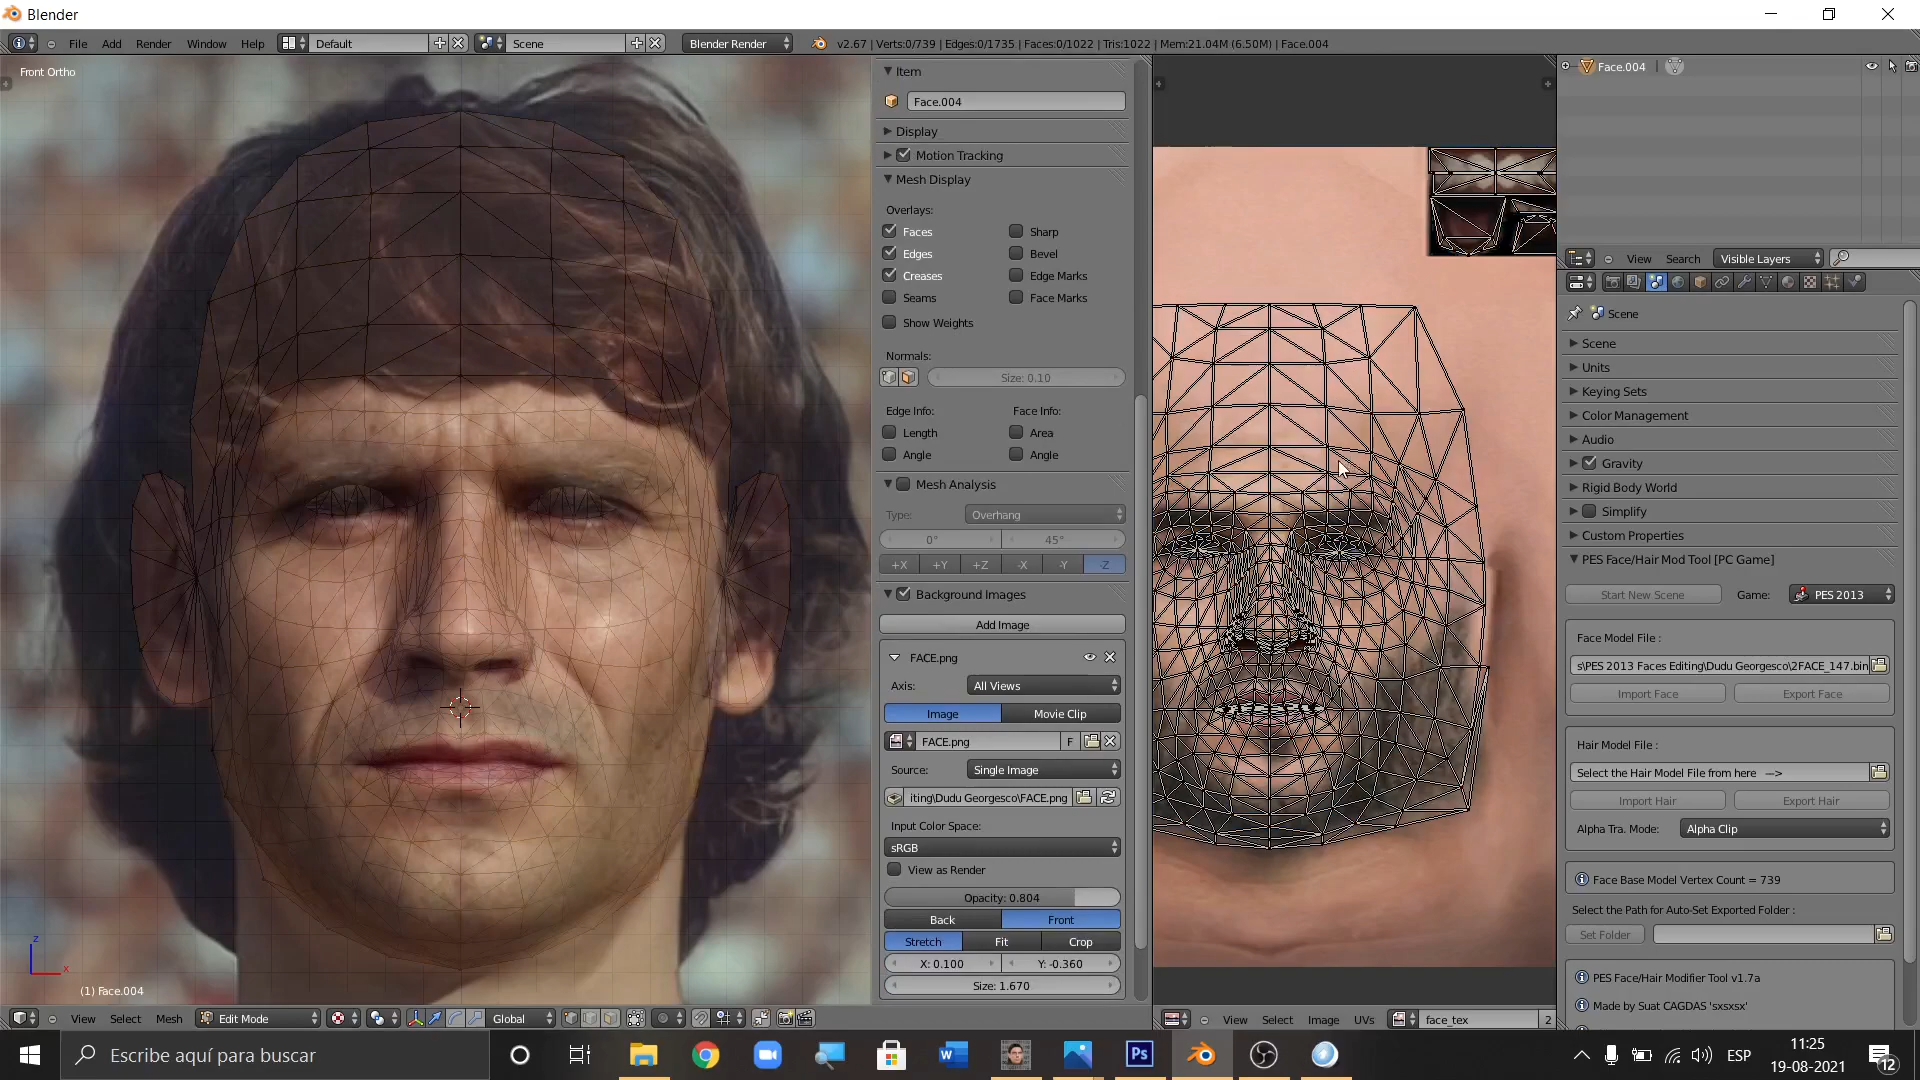 Blender
File Add Render Window Help Default Scene Blender Render v2.67 | Verts:0/739 | Edges:0/1735 | Faces:0/1022 | Tris:1022 | Mem:21.04M (6.50M) | Face.004
Front Ortho
(1) Face.004
View Select Mesh Edit Mode Global
Item
Face.004
Display
Motion Tracking
Mesh Display
Overlays:
Faces Sharp
Edges Bevel
Creases Edge Marks
Seams Face Marks
Show Weights
Normals:
Size: 0.10
Edge Info: Face Info:
Length Area
Angle Angle
Mesh Analysis
Type: Overhang
0° 45°
+X +Y +Z -X -Y -Z
Background Images
Add Image
FACE.png
Axis: All Views
Image Movie Clip
FACE.png F
Source: Single Image
iting\Dudu Georgesco\FACE.png
Input Color Space:
sRGB
View as Render
Opacity: 0.804
Back Front
Stretch Fit Crop
X: 0.100 Y: -0.360
Size: 1.670
View Select Image UVs face_tex 2
Face.004
View Search Visible Layers
Scene
Scene
Units
Keying Sets
Color Management
Audio
Gravity
Rigid Body World
Simplify
Custom Properties
PES Face/Hair Mod Tool [PC Game]
Start New Scene Game: PES 2013
Face Model File :
s\PES 2013 Faces Editing\Dudu Georgesco\2FACE_147.bin
Import Face Export Face
Hair Model File :
Select the Hair Model File from here --->
Import Hair Export Hair
Alpha Tra. Mode: Alpha Clip
Face Base Model Vertex Count = 739
Select the Path for Auto-Set Exported Folder :
Set Folder
PES Face/Hair Modifier Tool v1.7a
Made by Suat CAGDAS 'sxsxsx'
Escribe aquí para buscar
ESP
11:25
19-08-2021
12